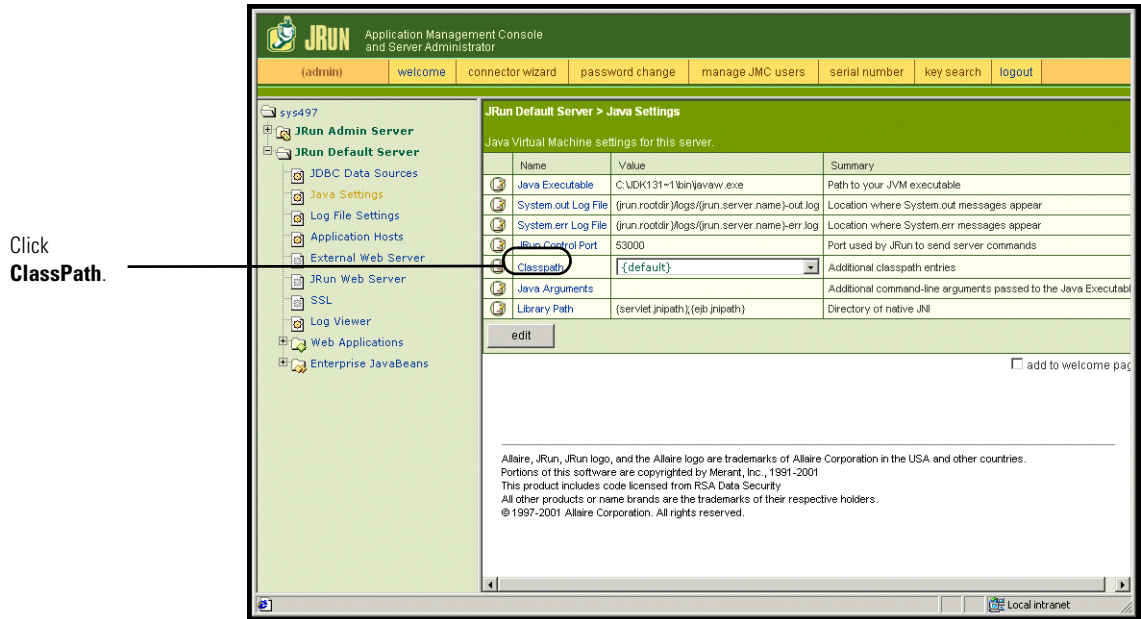 JRUN
Application Management Console
and Server Administrator
(admin) welcome connector wizard password change manage JMC users serial number key search logout
sys497
JRun Admin Server
JRun Default Server
JDBC Data Sources
Java Settings
Log File Settings
Application Hosts
External Web Server
JRun Web Server
SSL
Log Viewer
Web Applications
Enterprise JavaBeans
Click
ClassPath.
JRun Default Server > Java Settings
Java Virtual Machine settings for this server.
Name Value Summary
Java Executable C:\JDK131~1\bin\javaw.exe Path to your JVM executable
System.out Log File {jrun.rootdir}/logs/{jrun.server.name}-out.log Location where System.out messages appear
System.err Log File {jrun.rootdir}/logs/{jrun.server.name}-err.log Location where System.err messages appear
JRun Control Port 53000 Port used by JRun to send server commands
Classpath {default} Additional classpath entries
Java Arguments Additional command-line arguments passed to the Java Executabl
Library Path {servlet.jnipath};{ejb.jnipath} Directory of native JNI
edit
add to welcome pag
Allaire, JRun, JRun logo, and the Allaire logo are trademarks of Allaire Corporation in the USA and other countries.
Portions of this software are copyrighted by Merant, Inc., 1991-2001
This product includes code licensed from RSA Data Security
All other products or name brands are the trademarks of their respective holders.
© 1997-2001 Allaire Corporation. All rights reserved.
Local intranet